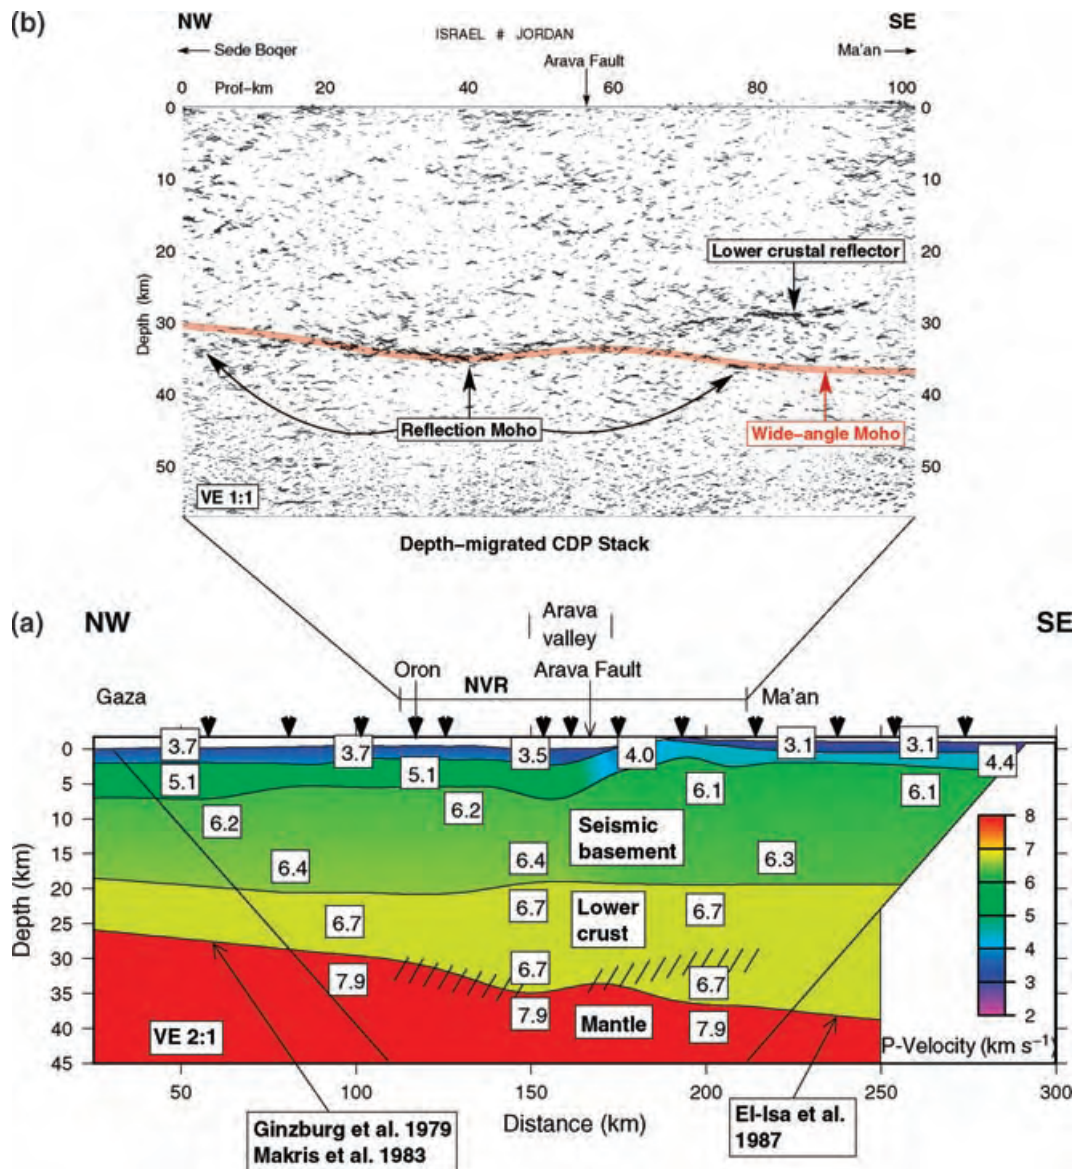 (b)
NW
ISRAEL # JORDAN
SE
Sede Boqer
Arava Fault
Ma'an
0 Prof-km 20 40 60 80 100
0 0
10 10
20 20
Lower crustal reflector
Depth (km)
30 30
40 40
Reflection Moho
Wide-angle Moho
50 50
VE 1:1
Depth-migrated CDP Stack
(a) NW
Arava
valley
SE
Oron
Arava Fault
NVR
Gaza
Ma'an
0
3.7 3.7 3.5 4.0 3.1 3.1
4.4
5.1 5.1
5
6.1 6.1
6.2 6.2
10
Seismic
basement
15
6.4 6.4 6.3
8
20
7
6.7 6.7 6.7
Lower
crust
6
25
5
Depth (km)
30
6.7 6.7
4
7.9
3
35
7.9 7.9
Mantle
2
40
VE 2:1
P-Velocity (km s⁻¹)
45
50 100 150 200 250 300
Distance (km)
Ginzburg et al. 1979
Makris et al. 1983
El-Isa et al.
1987